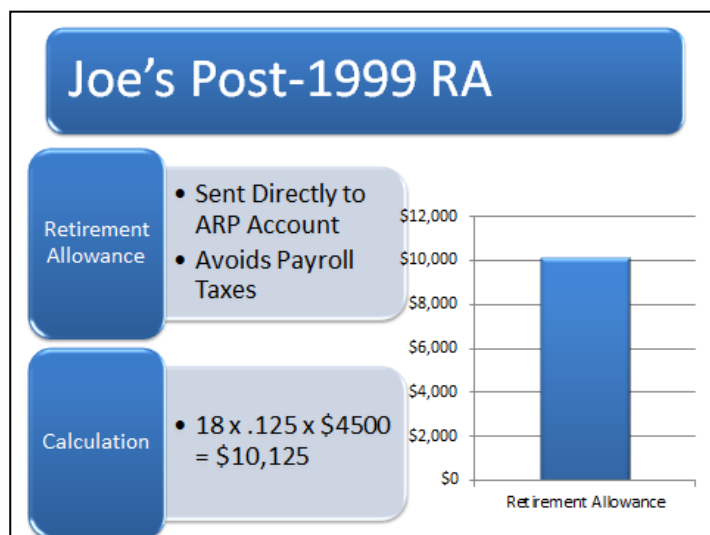 Joe's Post-1999 RA
Retirement
Allowance
• Sent Directly to
ARP Account
• Avoids Payroll
Taxes
Calculation
• 18 x .125 x $4500
= $10,125
$12,000
$10,000
$8,000
$6,000
$4,000
$2,000
$0
Retirement Allowance